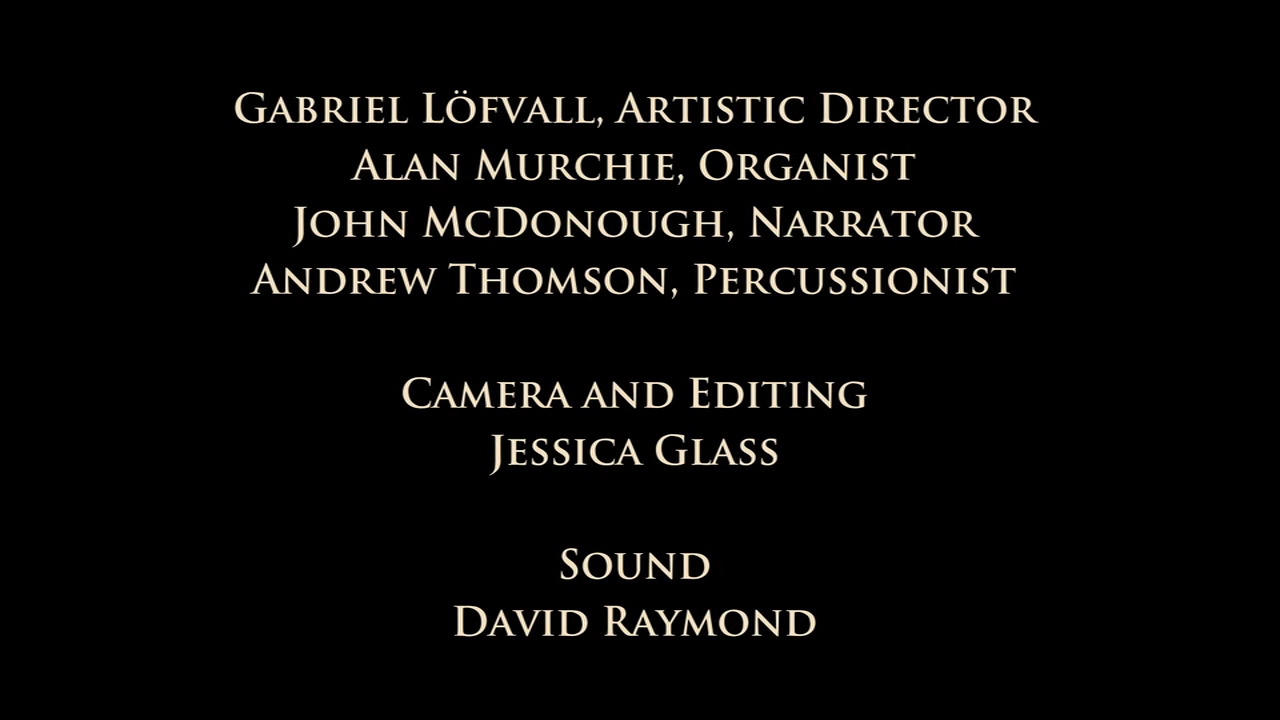 Gabriel Löfvall, Artistic Director
Alan Murchie, Organist
John McDonough, Narrator
Andrew Thomson, Percussionist
Camera and Editing
Jessica Glass
Sound
David Raymond